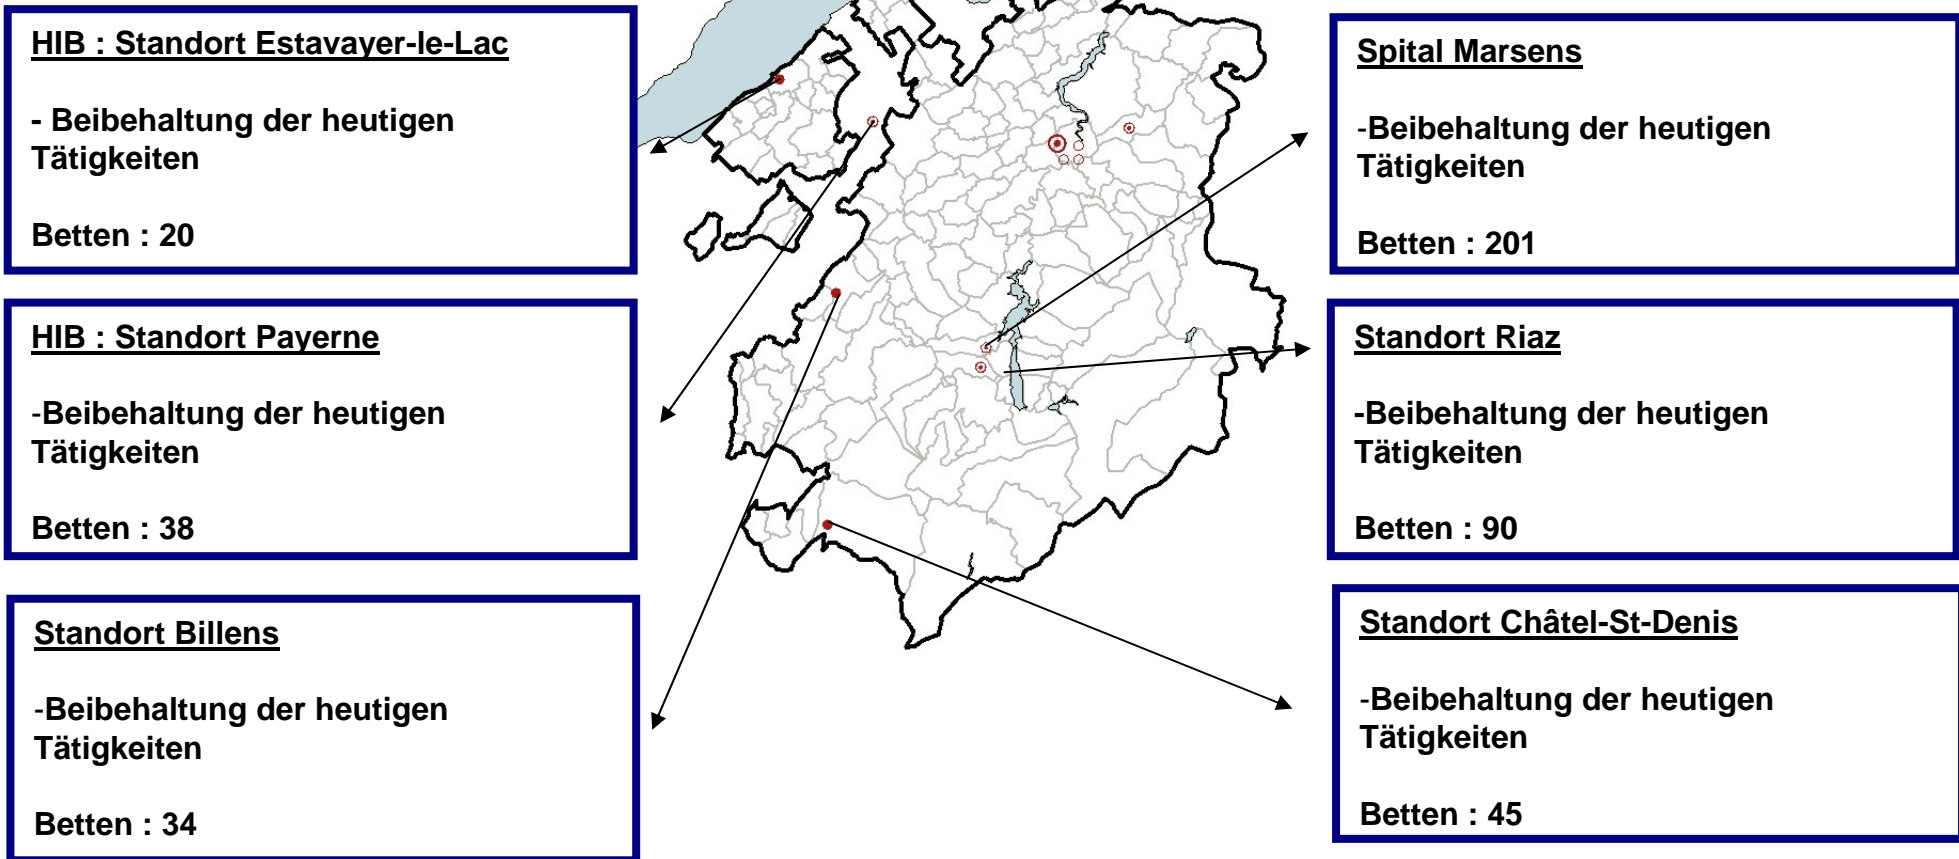 HIB : Standort Estavayer-le-Lac
- Beibehaltung der heutigen
Tätigkeiten
Betten : 20
HIB : Standort Payerne
-Beibehaltung der heutigen
Tätigkeiten
Betten : 38
Standort Billens
-Beibehaltung der heutigen
Tätigkeiten
Betten : 34
Spital Marsens
-Beibehaltung der heutigen
Tätigkeiten
Betten : 201
Standort Riaz
-Beibehaltung der heutigen
Tätigkeiten
Betten : 90
Standort Châtel-St-Denis
-Beibehaltung der heutigen
Tätigkeiten
Betten : 45